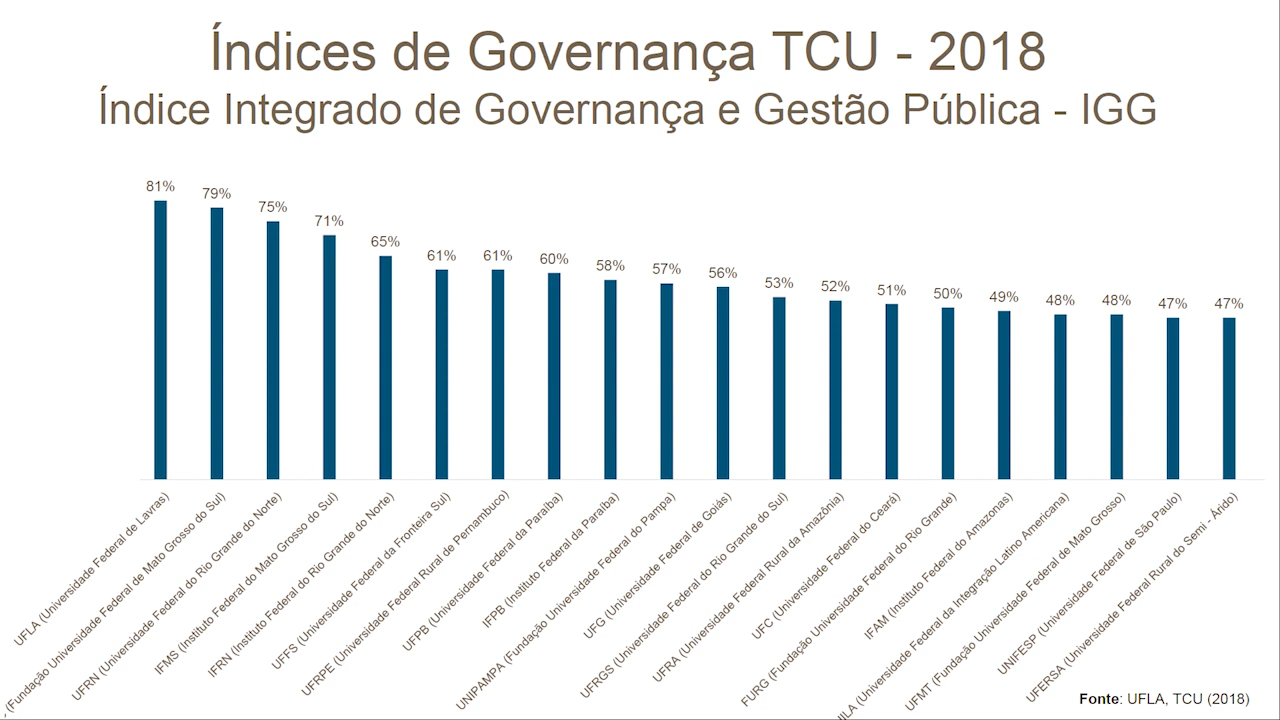 Índices de Governança TCU - 2018
Índice Integrado de Governança e Gestão Pública - IGG
81%
79%
75%
71%
65%
61%
61%
60%
58%
57%
56%
53%
52%
51%
50%
49%
48%
48%
47%
47%
UFLA (Universidade Federal de Lavras)
(Fundação Universidade Federal de Mato Grosso do Sul)
UFRN (Universidade Federal do Rio Grande do Norte)
IFMS (Instituto Federal do Mato Grosso do Sul)
IFRN (Instituto Federal do Rio Grande do Norte)
UFFS (Universidade Federal da Fronteira Sul)
UFRPE (Universidade Federal Rural de Pernambuco)
UFPB (Universidade Federal da Paraíba)
IFPB (Instituto Federal da Paraíba)
UNIPAMPA (Fundação Universidade Federal do Pampa)
UFG (Universidade Federal de Goiás)
UFRGS (Universidade Federal do Rio Grande do Sul)
UFRA (Universidade Federal Rural da Amazônia)
UFC (Universidade Federal do Ceará)
FURG (Fundação Universidade Federal do Rio Grande)
IFAM (Instituto Federal do Amazonas)
ILA (Universidade Federal da Integração Latino Americana)
UFMT (Fundação Universidade Federal de Mato Grosso)
UNIFESP (Universidade Federal de São Paulo)
UFERSA (Universidade Federal Rural do Semi - Árido)
Fonte: UFLA, TCU (2018)